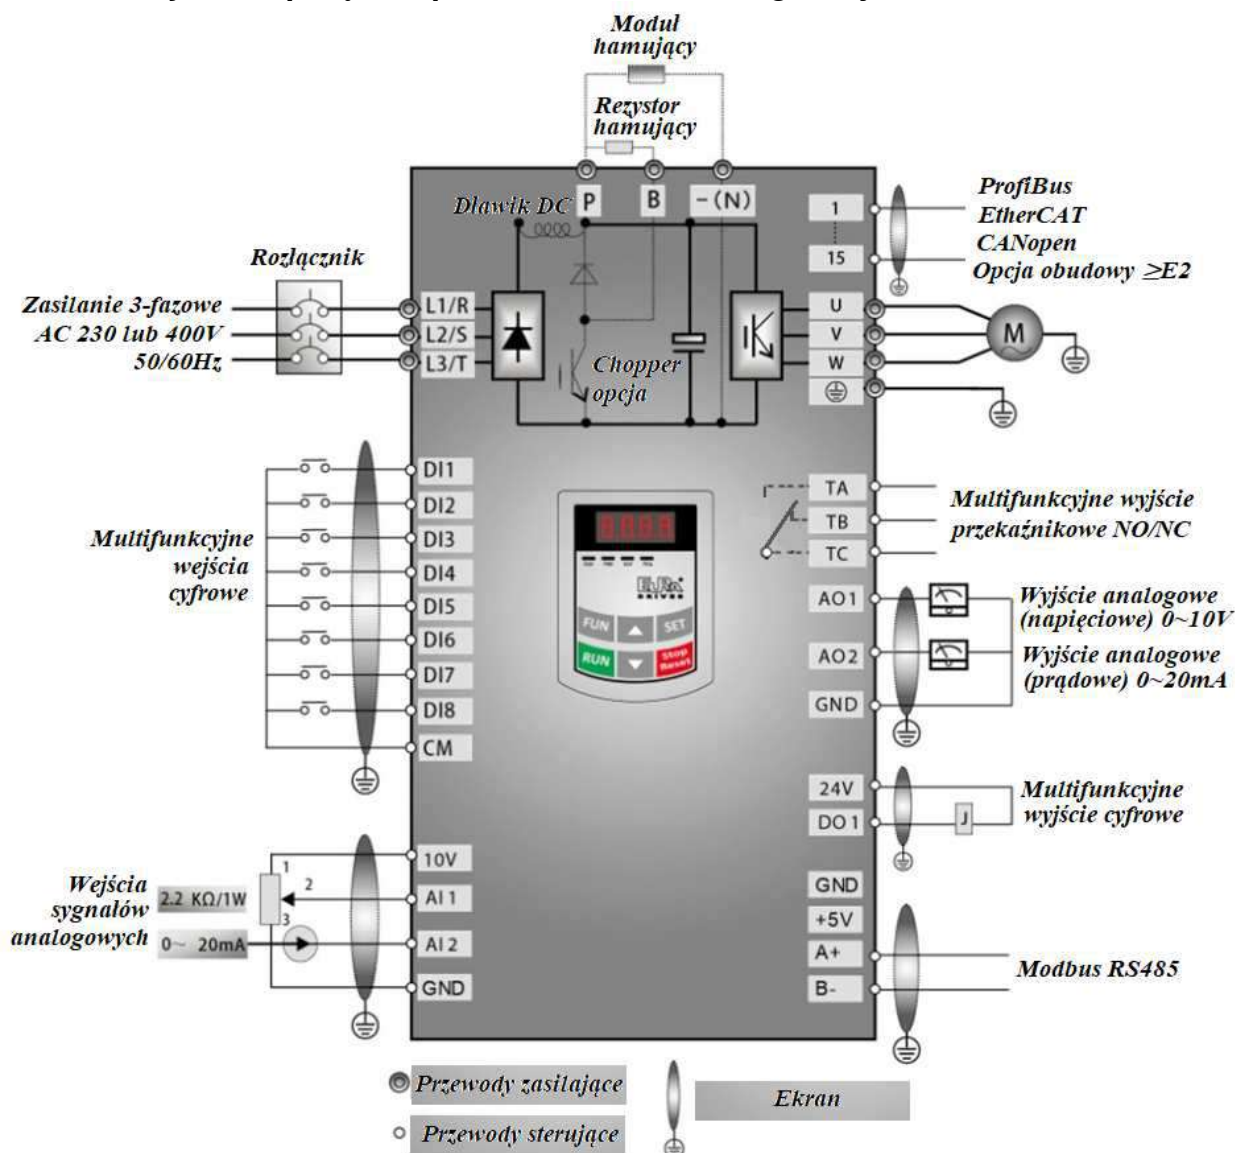 Moduł
hamujący
Rezystor
hamujący
P
B
-(N)
Dławik DC
1
15
ProfiBus
EtherCAT
CANopen
Opcja obudowy ≥E2
Rozłącznik
Zasilanie 3-fazowe
AC 230 lub 400V
50/60Hz
L1/R
L2/S
L3/T
Chopper
opcja
U
V
W
M
Multifunkcyjne
wejścia
cyfrowe
DI1
DI2
DI3
DI4
DI5
DI6
DI7
DI8
CM
FUN
SET
RUN
Stop
Reset
DRIVES
TA
TB
TC
Multifunkcyjne wyjście
przekaźnikowe NO/NC
AO1
AO2
GND
Wyjście analogowe
(napięciowe) 0~10V
Wyjście analogowe
(prądowe) 0~20mA
24V
DO1
J
Multifunkcyjne
wyjście cyfrowe
Wejścia
sygnałów
analogowych
2.2 KΩ/1W
0~ 20mA
1
2
3
10V
AI1
AI2
GND
GND
+5V
A+
B-
Modbus RS485
Przewody zasilające
Przewody sterujące
Ekran